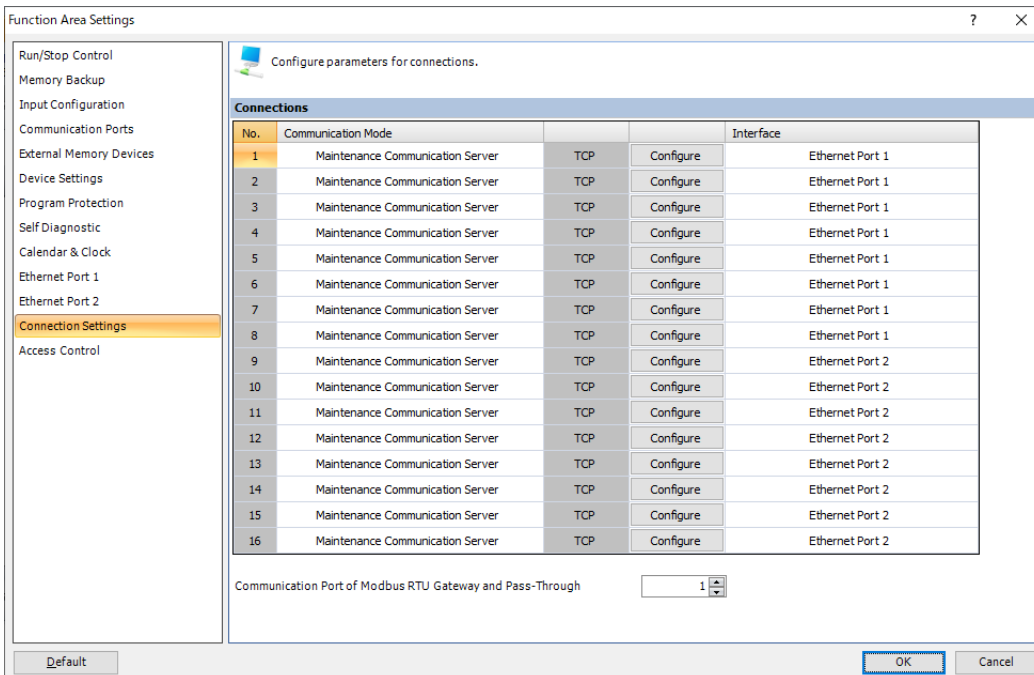 Function Area Settings
?
Run/Stop Control
Memory Backup
Input Configuration
Communication Ports
External Memory Devices
Device Settings
Program Protection
Self Diagnostic
Calendar & Clock
Ethernet Port 1
Ethernet Port 2
Connection Settings
Access Control
Configure parameters for connections.
Connections
No. Communication Mode Interface
1 Maintenance Communication Server TCP Configure Ethernet Port 1
2 Maintenance Communication Server TCP Configure Ethernet Port 1
3 Maintenance Communication Server TCP Configure Ethernet Port 1
4 Maintenance Communication Server TCP Configure Ethernet Port 1
5 Maintenance Communication Server TCP Configure Ethernet Port 1
6 Maintenance Communication Server TCP Configure Ethernet Port 1
7 Maintenance Communication Server TCP Configure Ethernet Port 1
8 Maintenance Communication Server TCP Configure Ethernet Port 1
9 Maintenance Communication Server TCP Configure Ethernet Port 2
10 Maintenance Communication Server TCP Configure Ethernet Port 2
11 Maintenance Communication Server TCP Configure Ethernet Port 2
12 Maintenance Communication Server TCP Configure Ethernet Port 2
13 Maintenance Communication Server TCP Configure Ethernet Port 2
14 Maintenance Communication Server TCP Configure Ethernet Port 2
15 Maintenance Communication Server TCP Configure Ethernet Port 2
16 Maintenance Communication Server TCP Configure Ethernet Port 2
Communication Port of Modbus RTU Gateway and Pass-Through 1
Default OK Cancel